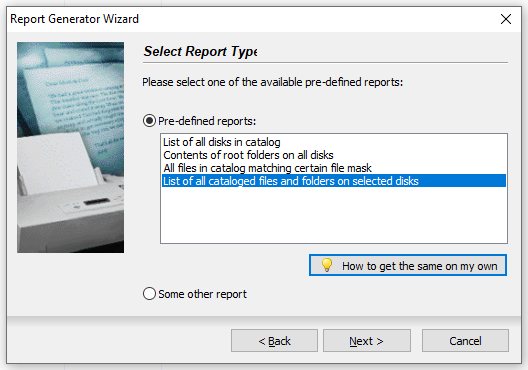 Report Generator Wizard
Select Report Type
Please select one of the available pre-defined reports:
Pre-defined reports:
List of all disks in catalog
Contents of root folders on all disks
All files in catalog matching certain file mask
List of all cataloged files and folders on selected disks
How to get the same on my own
Some other report
< Back
Next >
Cancel